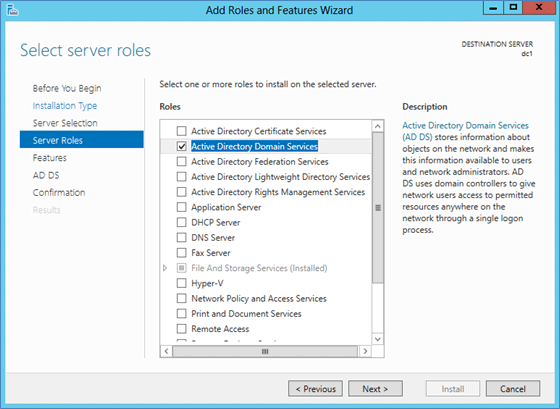 Add Roles and Features Wizard
Select server roles
DESTINATION SERVER
dc1
Before You Begin
Installation Type
Server Selection
Server Roles
Features
AD DS
Confirmation
Results
Select one or more roles to install on the selected server.
Roles
Active Directory Certificate Services
Active Directory Domain Services
Active Directory Federation Services
Active Directory Lightweight Directory Services
Active Directory Rights Management Services
Application Server
DHCP Server
DNS Server
Fax Server
File And Storage Services (Installed)
Hyper-V
Network Policy and Access Services
Print and Document Services
Remote Access
Description
Active Directory Domain Services
(AD DS) stores information about
objects on the network and makes
this information available to users
and network administrators. AD
DS uses domain controllers to give
network users access to permitted
resources anywhere on the
network through a single logon
process.
< Previous
Next >
Install
Cancel